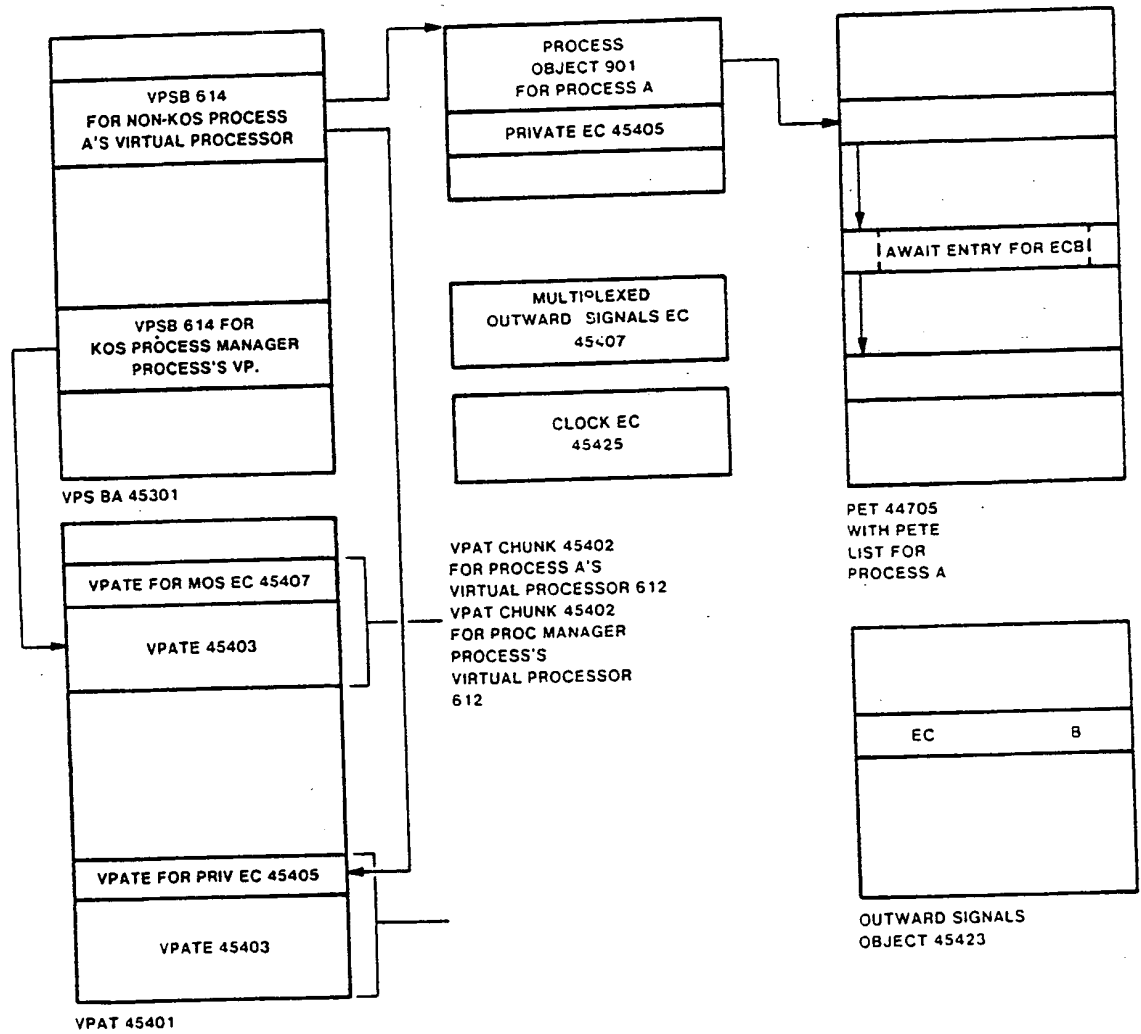 VPSB 614
FOR NON-KOS PROCESS
A'S VIRTUAL PROCESSOR
VPSB 614 FOR
KOS PROCESS MANAGER
PROCESS'S VP.
VPS BA 45301
VPATE FOR MOS EC 45407
VPATE 45403
VPATE FOR PRIV EC 45405
VPATE 45403
VPAT 45401
PROCESS
OBJECT 901
FOR PROCESS A
PRIVATE EC 45405
MULTIPLEXED
OUTWARD SIGNALS EC
45407
CLOCK EC
45425
VPAT CHUNK 45402
FOR PROCESS A'S
VIRTUAL PROCESSOR 612
VPAT CHUNK 45402
FOR PROC MANAGER
PROCESS'S
VIRTUAL PROCESSOR
612
AWAIT ENTRY FOR ECB
PET 44705
WITH PETE
LIST FOR
PROCESS A
EC B
OUTWARD SIGNALS
OBJECT 45423